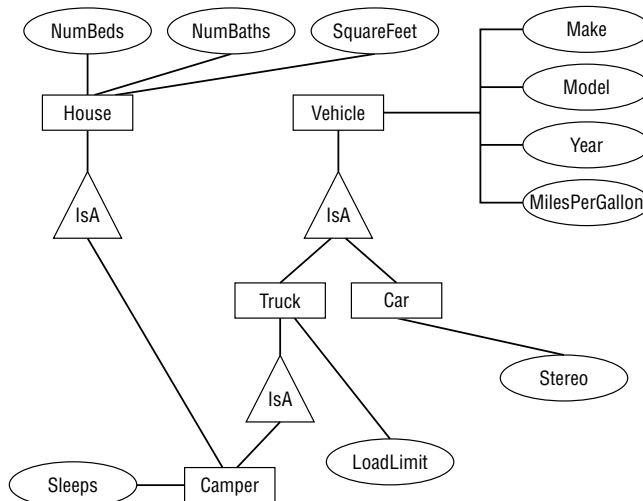 NumBeds
NumBaths
SquareFeet
Make
House
Vehicle
Model
Year
IsA
IsA
MilesPerGallon
Truck
Car
Stereo
IsA
LoadLimit
Sleeps
Camper